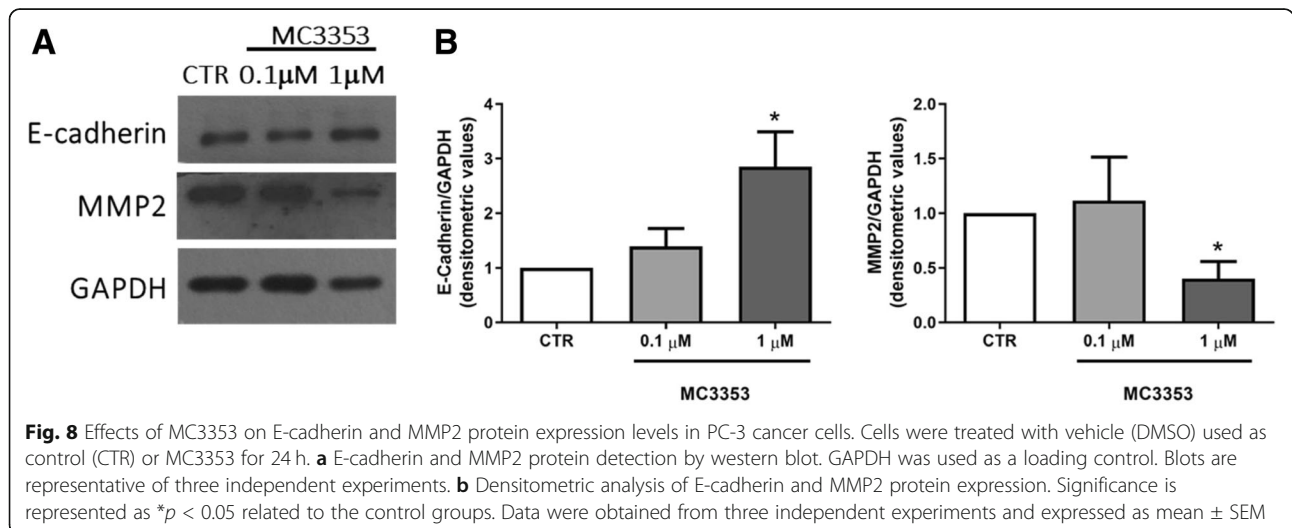 A
MC3353
CTR 0.1μM 1μM
E-cadherin
MMP2
GAPDH
B
E-Cadherin/GAPDH
(densitometric values)
4
3
2
1
0
*
CTR
0.1 μM
1 μM
MC3353
MMP2/GAPDH
(densitometric values)
2.0
1.5
1.0
0.5
0.0
*
CTR
0.1 μM
1 μM
MC3353
Fig. 8 Effects of MC3353 on E-cadherin and MMP2 protein expression levels in PC-3 cancer cells. Cells were treated with vehicle (DMSO) used as
control (CTR) or MC3353 for 24 h. a E-cadherin and MMP2 protein detection by western blot. GAPDH was used as a loading control. Blots are
representative of three independent experiments. b Densitometric analysis of E-cadherin and MMP2 protein expression. Significance is
represented as *p < 0.05 related to the control groups. Data were obtained from three independent experiments and expressed as mean ± SEM